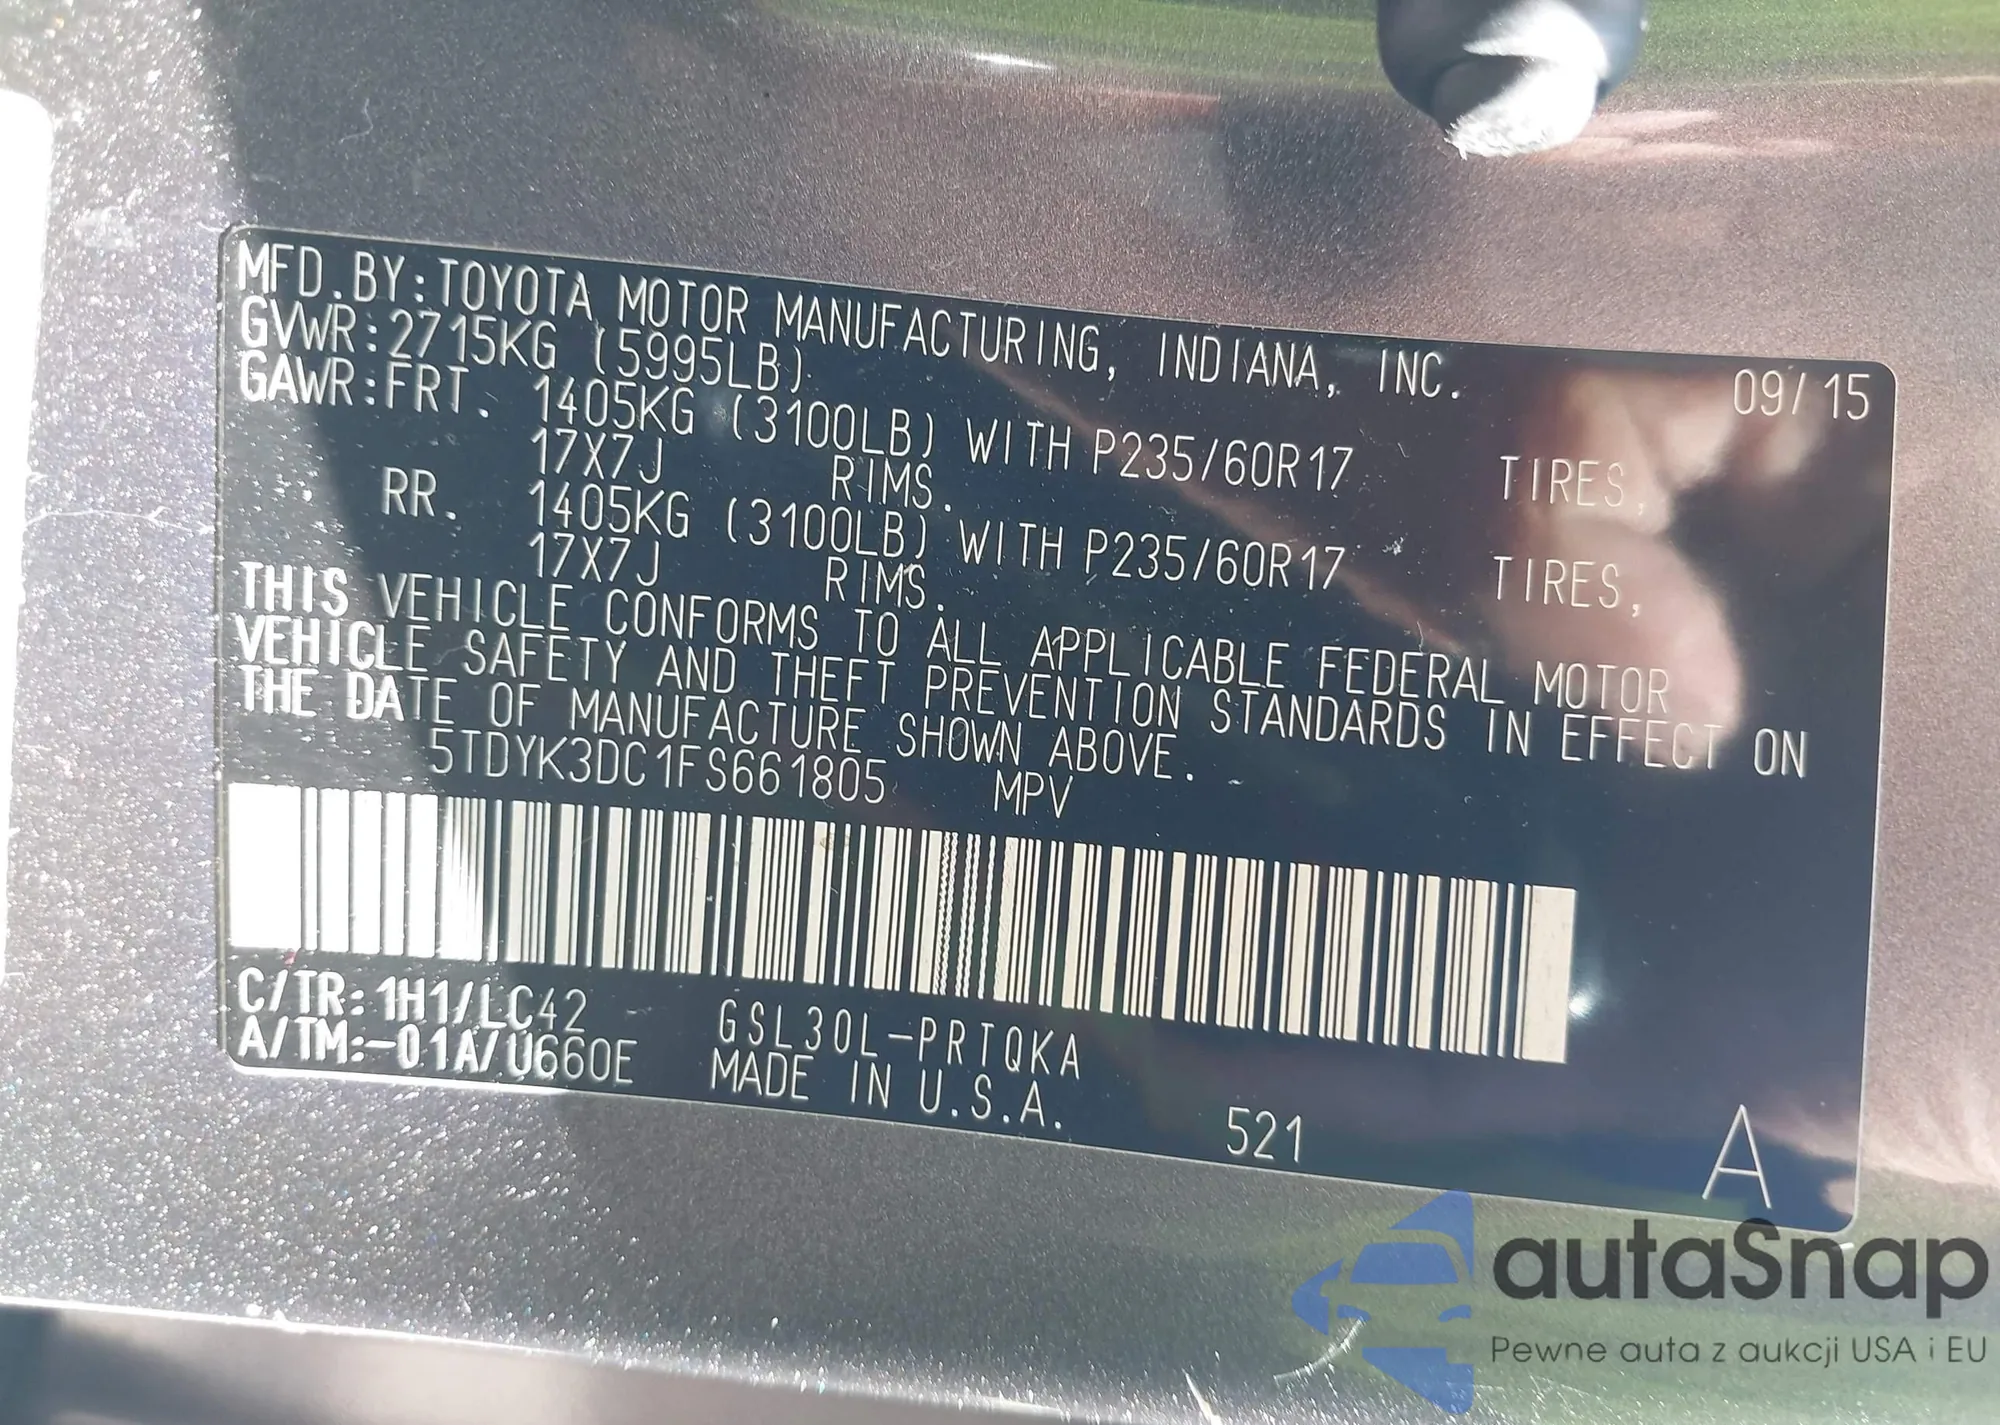 MFD.BY:TOYOTA MOTOR MANUFACTURING, INDIANA, INC. 09/15
GVWR:2715KG (5995LB)
GAWR:FRT. 1405KG (3100LB) WITH P235/60R17 TIRES,
17X7J RIMS.
RR. 1405KG (3100LB) WITH P235/60R17 TIRES,
17X7J RIMS.
THIS VEHICLE CONFORMS TO ALL APPLICABLE FEDERAL MOTOR
VEHICLE SAFETY AND THEFT PREVENTION STANDARDS IN EFFECT ON
THE DATE OF MANUFACTURE SHOWN ABOVE.
5TDYK3DC1FS661805 MPV
C/TR:1H1/LC42 GSL30L-PRTQKA
A/TM:-01A/U660E MADE IN U.S.A.
521 A
autaSnap
Pewne auta z aukcji USA i EU